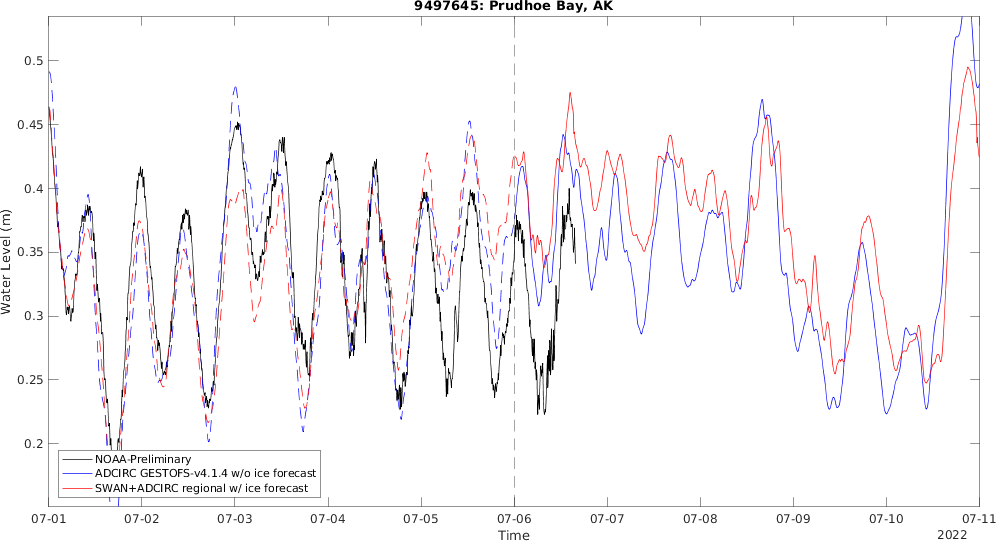 9497645: Prudhoe Bay, AK
Water Level (m)
0.5
0.45
0.4
0.35
0.3
0.25
0.2
NOAA-Preliminary
ADCIRC GESTOFS-v4.1.4 w/o ice forecast
SWAN+ADCIRC regional w/ ice forecast
07-01 07-02 07-03 07-04 07-05 07-06 07-07 07-08 07-09 07-10 07-11
Time
2022